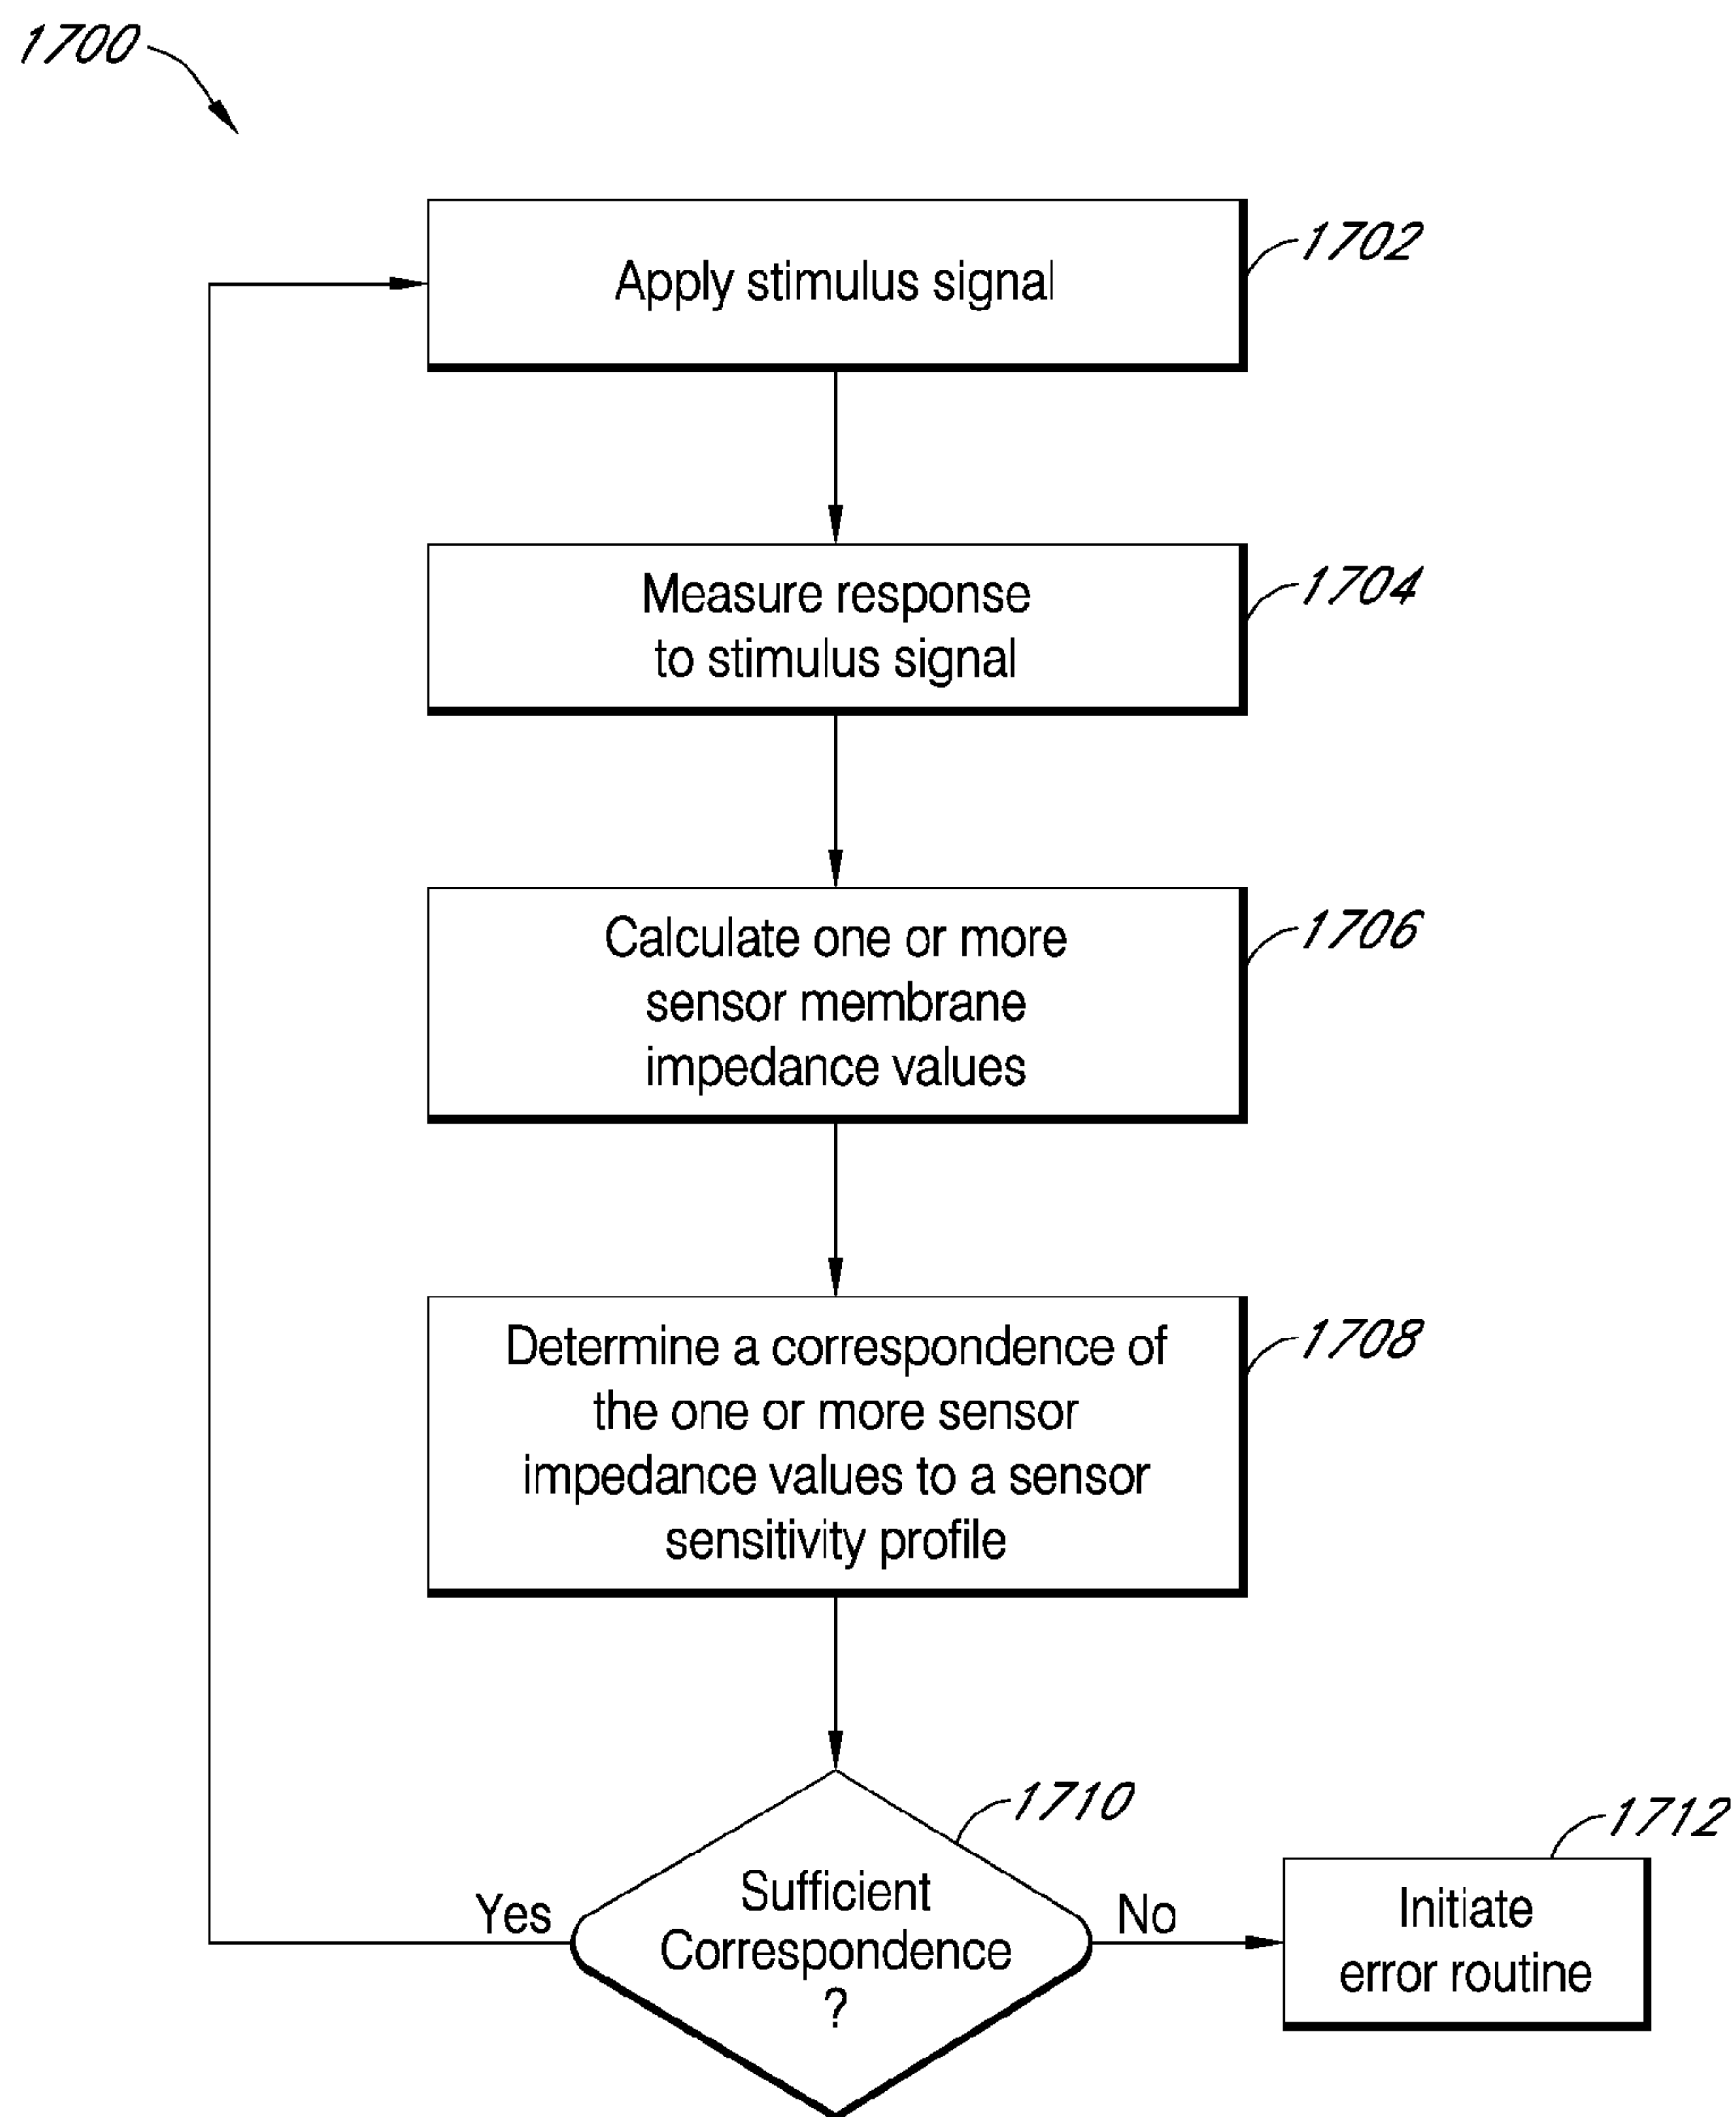 1700
Apply stimulus signal
1702
Measure response
to stimulus signal
1704
Calculate one or more
sensor membrane
impedance values
1706
Determine a correspondence of
the one or more sensor
impedance values to a sensor
sensitivity profile
1708
1710
Sufficient
Correspondence
?
Yes
No
1712
Initiate
error routine